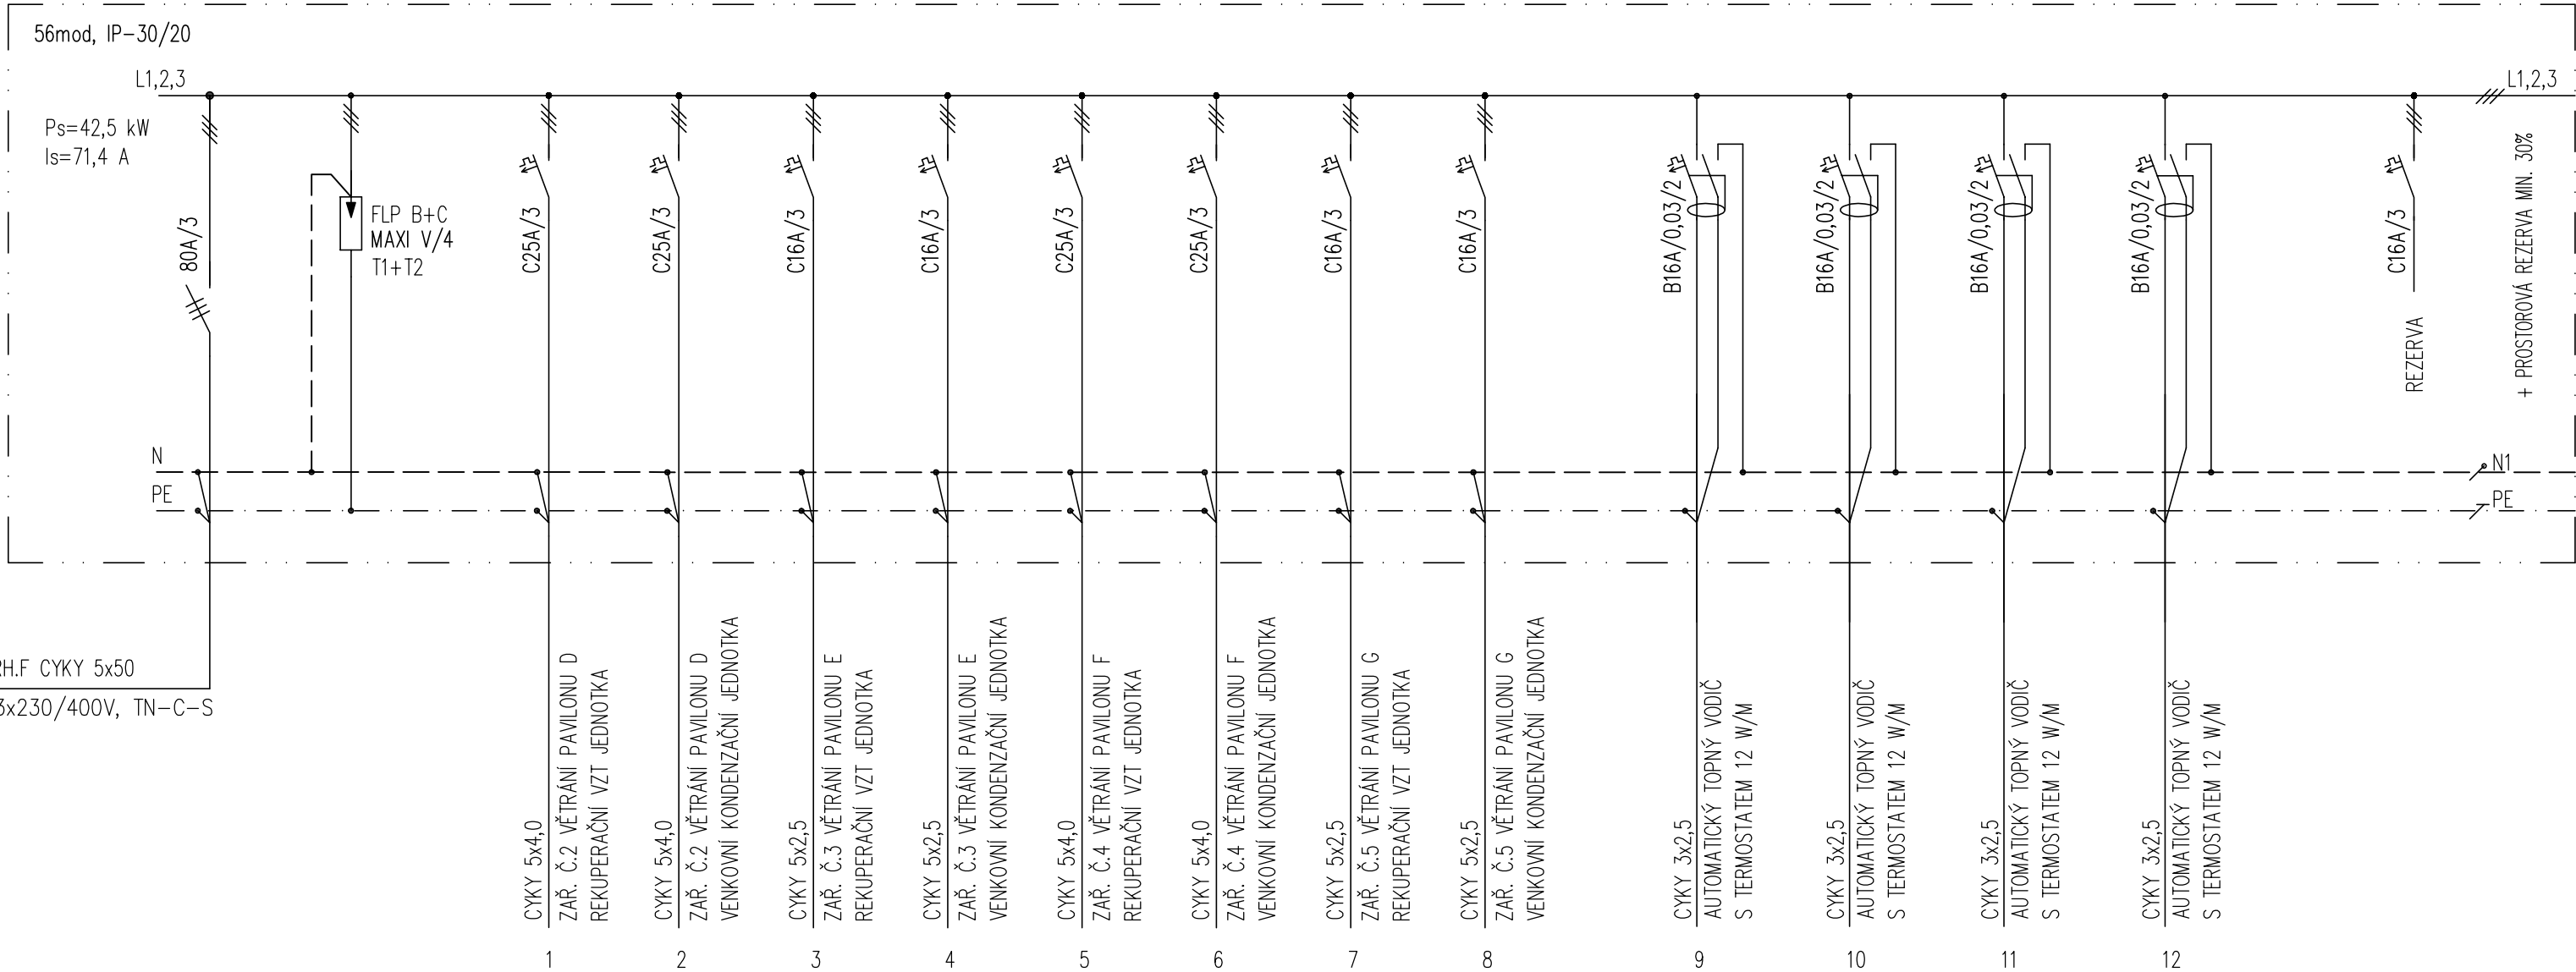 56mod, IP-30/20
L1,2,3
L1,2,3
Ps=42,5 kW
Is=71,4 A
80A/3
FLP B+C
MAXI V/4
T1+T2
C25A/3
C25A/3
C16A/3
C16A/3
C25A/3
C25A/3
C16A/3
C16A/3
B16A/0,03/2
B16A/0,03/2
B16A/0,03/2
B16A/0,03/2
C16A/3
REZERVA
+ PROSTOROVÁ REZERVA MIN. 30%
N
PE
N1
PE
RH.F CYKY 5x50
3x230/400V, TN-C-S
CYKY 5x4,0
ZAŘ. Č.2 VĚTRÁNÍ PAVILONU D
REKUPERAČNÍ VZT JEDNOTKA
CYKY 5x4,0
ZAŘ. Č.2 VĚTRÁNÍ PAVILONU D
VENKOVNÍ KONDENZAČNÍ JEDNOTKA
CYKY 5x2,5
ZAŘ. Č.3 VĚTRÁNÍ PAVILONU E
REKUPERAČNÍ VZT JEDNOTKA
CYKY 5x2,5
ZAŘ. Č.3 VĚTRÁNÍ PAVILONU E
VENKOVNÍ KONDENZAČNÍ JEDNOTKA
CYKY 5x4,0
ZAŘ. Č.4 VĚTRÁNÍ PAVILONU F
REKUPERAČNÍ VZT JEDNOTKA
CYKY 5x4,0
ZAŘ. Č.4 VĚTRÁNÍ PAVILONU F
VENKOVNÍ KONDENZAČNÍ JEDNOTKA
CYKY 5x2,5
ZAŘ. Č.5 VĚTRÁNÍ PAVILONU G
REKUPERAČNÍ VZT JEDNOTKA
CYKY 5x2,5
ZAŘ. Č.5 VĚTRÁNÍ PAVILONU G
VENKOVNÍ KONDENZAČNÍ JEDNOTKA
CYKY 3x2,5
AUTOMATICKÝ TOPNÝ VODIČ
S TERMOSTATEM 12 W/M
CYKY 3x2,5
AUTOMATICKÝ TOPNÝ VODIČ
S TERMOSTATEM 12 W/M
CYKY 3x2,5
AUTOMATICKÝ TOPNÝ VODIČ
S TERMOSTATEM 12 W/M
CYKY 3x2,5
AUTOMATICKÝ TOPNÝ VODIČ
S TERMOSTATEM 12 W/M
1
2
3
4
5
6
7
8
9
10
11
12